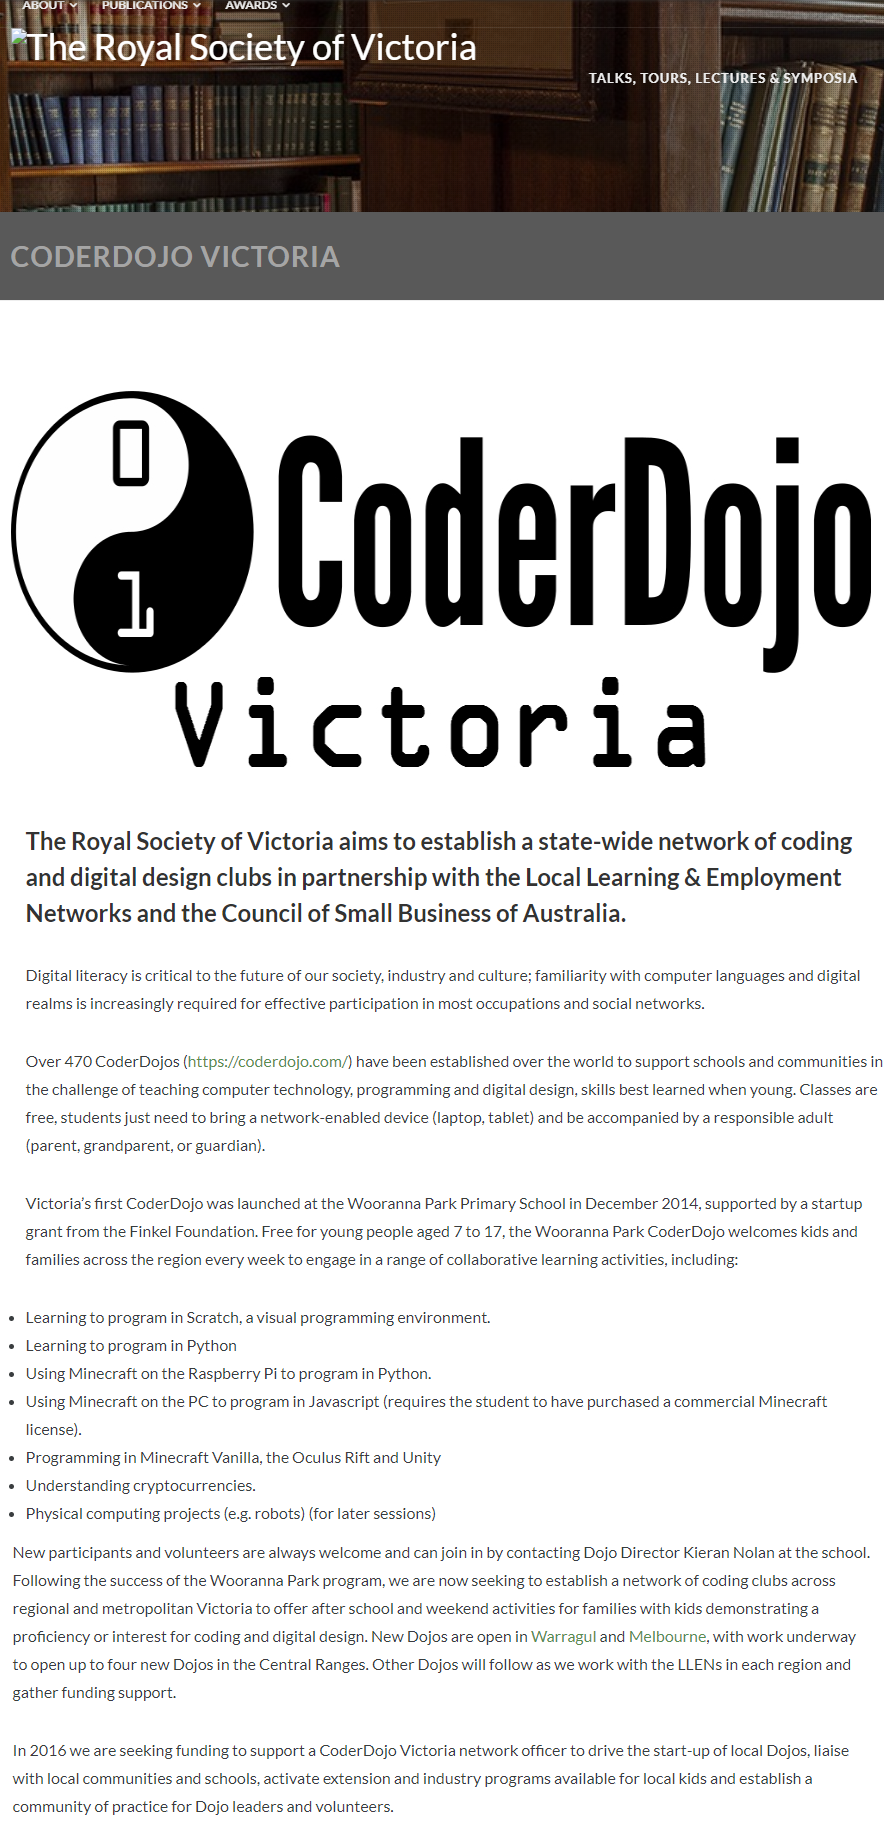 ABOUT PUBLICATIONS AWARDS
The Royal Society of Victoria
TALKS, TOURS, LECTURES & SYMPOSIA
CODERDOJO VICTORIA
0
1
CoderDojo
Victoria
The Royal Society of Victoria aims to establish a state-wide network of coding
and digital design clubs in partnership with the Local Learning & Employment
Networks and the Council of Small Business of Australia.
Digital literacy is critical to the future of our society, industry and culture; familiarity with computer languages and digital
realms is increasingly required for effective participation in most occupations and social networks.
Over 470 CoderDojos (https://coderdojo.com/) have been established over the world to support schools and communities in
the challenge of teaching computer technology, programming and digital design, skills best learned when young. Classes are
free, students just need to bring a network-enabled device (laptop, tablet) and be accompanied by a responsible adult
(parent, grandparent, or guardian).
Victoria’s first CoderDojo was launched at the Wooranna Park Primary School in December 2014, supported by a startup
grant from the Finkel Foundation. Free for young people aged 7 to 17, the Wooranna Park CoderDojo welcomes kids and
families across the region every week to engage in a range of collaborative learning activities, including:
• Learning to program in Scratch, a visual programming environment.
• Learning to program in Python
• Using Minecraft on the Raspberry Pi to program in Python.
• Using Minecraft on the PC to program in Javascript (requires the student to have purchased a commercial Minecraft
license).
• Programming in Minecraft Vanilla, the Oculus Rift and Unity
• Understanding cryptocurrencies.
• Physical computing projects (e.g. robots) (for later sessions)
New participants and volunteers are always welcome and can join in by contacting Dojo Director Kieran Nolan at the school.
Following the success of the Wooranna Park program, we are now seeking to establish a network of coding clubs across
regional and metropolitan Victoria to offer after school and weekend activities for families with kids demonstrating a
proficiency or interest for coding and digital design. New Dojos are open in Warragul and Melbourne, with work underway
to open up to four new Dojos in the Central Ranges. Other Dojos will follow as we work with the LLENs in each region and
gather funding support.
In 2016 we are seeking funding to support a CoderDojo Victoria network officer to drive the start-up of local Dojos, liaise
with local communities and schools, activate extension and industry programs available for local kids and establish a
community of practice for Dojo leaders and volunteers.